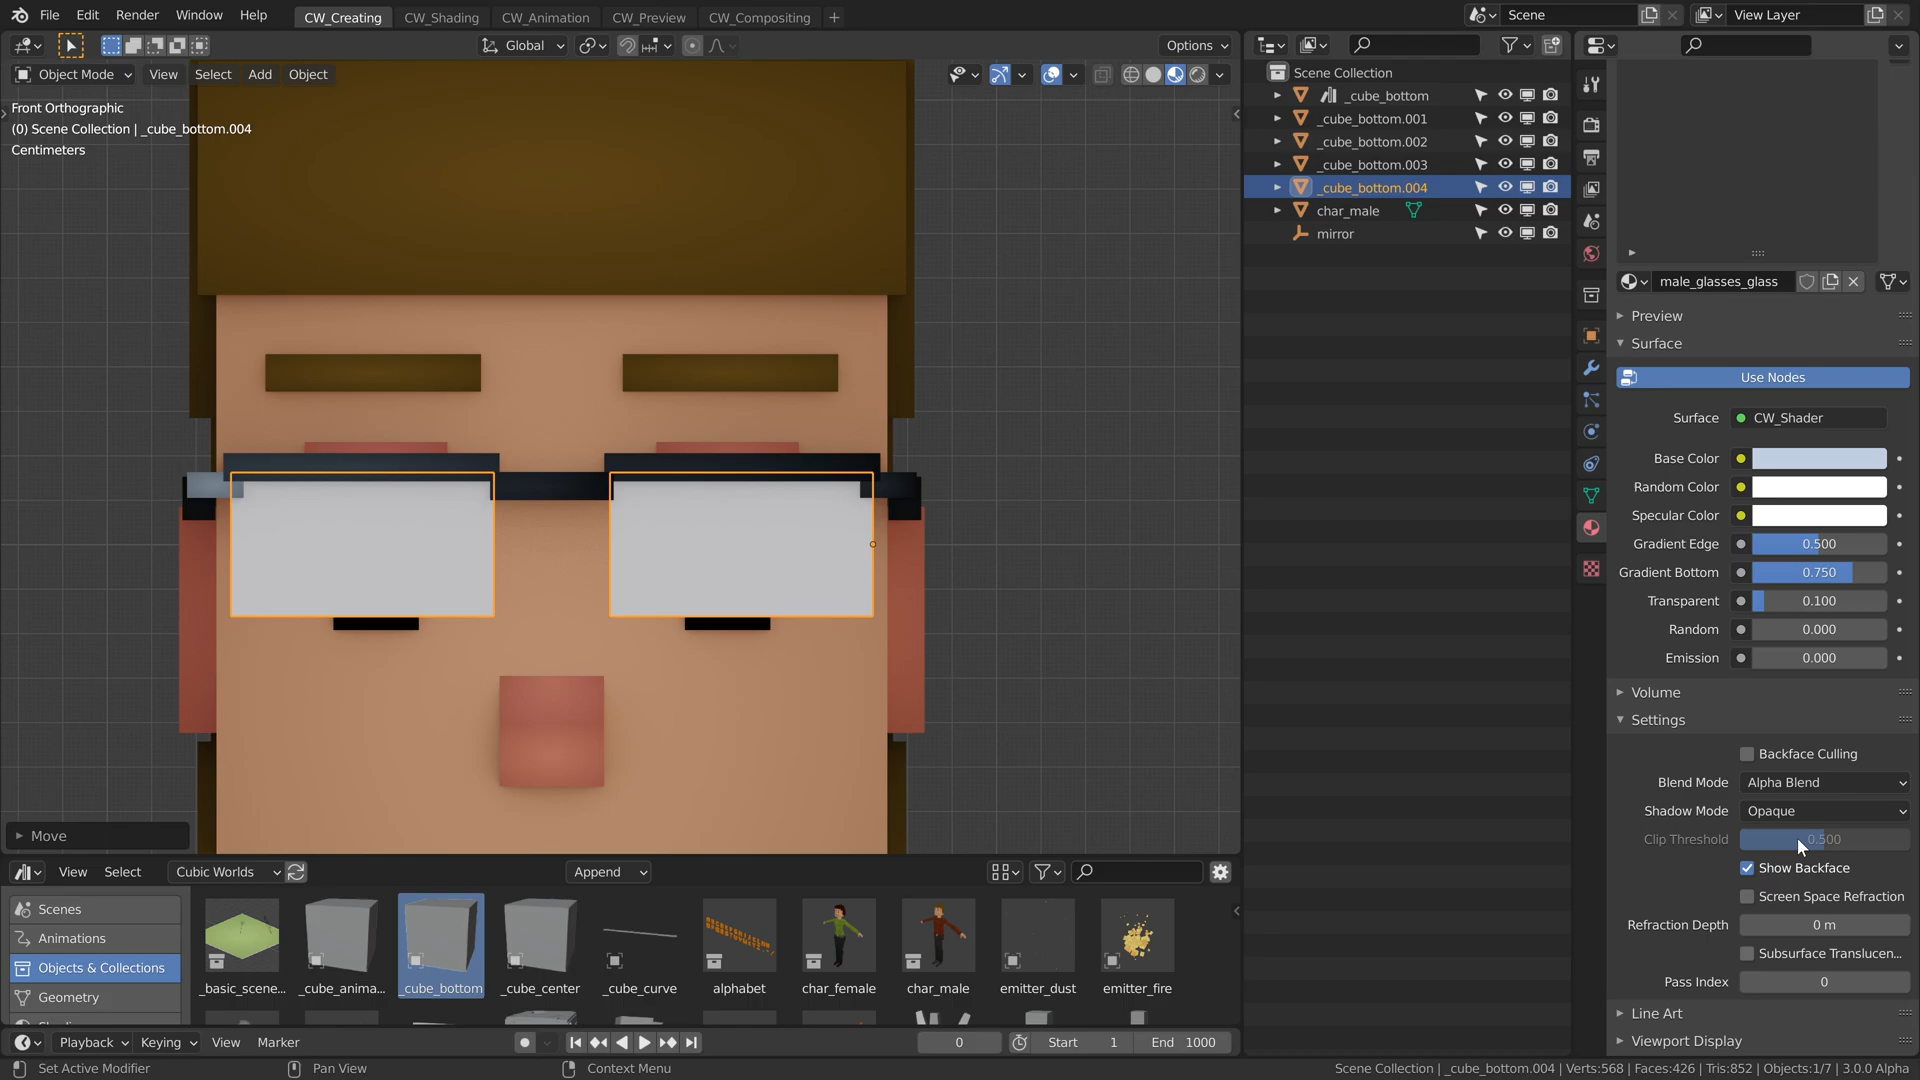 File Edit Render Window Help CW_Creating CW_Shading CW_Animation CW_Preview CW_Compositing + Scene View Layer
Global Options
Object Mode View Select Add Object
Front Orthographic
(0) Scene Collection | _cube_bottom.004
Centimeters
Move
Scene Collection
_cube_bottom
_cube_bottom.001
_cube_bottom.002
_cube_bottom.003
_cube_bottom.004
char_male
mirror
male_glasses_glass
Preview
Surface
Use Nodes
Surface CW_Shader
Base Color
Random Color
Specular Color
Gradient Edge 0.500
Gradient Bottom 0.750
Transparent 0.100
Random 0.000
Emission 0.000
Volume
Settings
Backface Culling
Blend Mode Alpha Blend
Shadow Mode Opaque
Clip Threshold 0.500
Show Backface
Screen Space Refraction
Refraction Depth 0 m
Subsurface Translucen...
Pass Index 0
Line Art
Viewport Display
View Select Cubic Worlds Append
Scenes
Animations
Objects & Collections
Geometry
_basic_scene... _cube_anima... _cube_bottom _cube_center _cube_curve alphabet char_female char_male emitter_dust emitter_fire
Playback Keying View Marker 0 Start 1 End 1000
Set Active Modifier Pan View Context Menu Scene Collection | _cube_bottom.004 | Verts:568 | Faces:426 | Tris:852 | Objects:1/7 | 3.0.0 Alpha